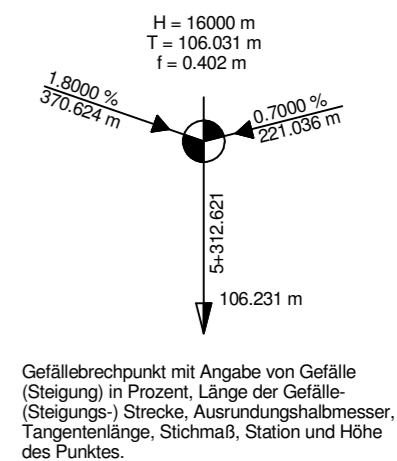 H = 16000 m
T = 106.031 m
f = 0.402 m
1.8000 %
370.624 m
0.7000 %
221.036 m
5+312.621
106.231 m
Gefällebrechpunkt mit Angabe von Gefälle
(Steigung) in Prozent, Länge der Gefälle-
(Steigungs-) Strecke, Ausrundungshalbmesser,
Tangentenlänge, Stichmaß, Station und Höhe
des Punktes.